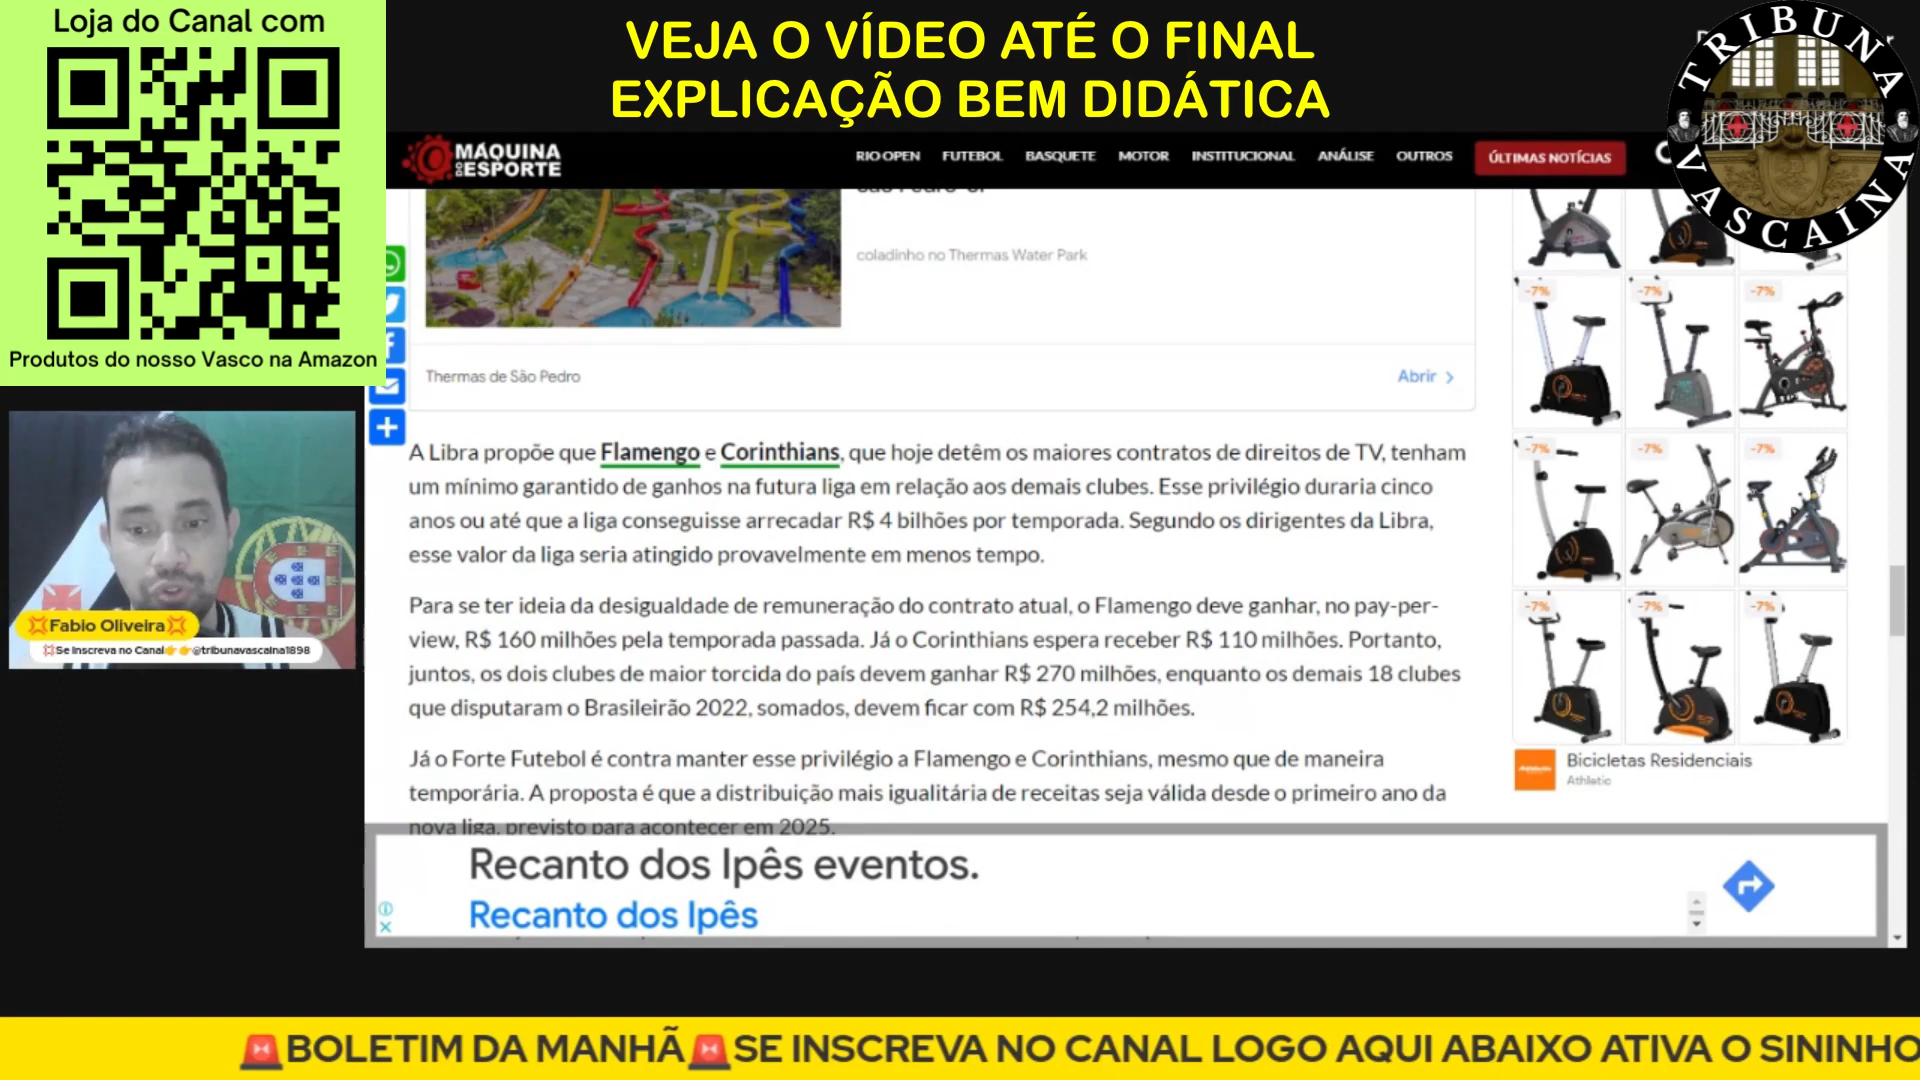 Loja do Canal com
Produtos do nosso Vasco na Amazon
VEJA O VÍDEO ATÉ O FINAL
EXPLICAÇÃO BEM DIDÁTICA
TRIBUNA
VASCAÍNA
MÁQUINA
DO ESPORTE
RIO OPEN FUTEBOL BASQUETE MOTOR INSTITUCIONAL ANÁLISE OUTROS ÚLTIMAS NOTÍCIAS
coladinho no Thermas Water Park
Thermas de São Pedro
Abrir
A Libra propõe que Flamengo e Corinthians, que hoje detêm os maiores contratos de direitos de TV, tenham
um mínimo garantido de ganhos na futura liga em relação aos demais clubes. Esse privilégio duraria cinco
anos ou até que a liga conseguisse arrecadar R$ 4 bilhões por temporada. Segundo os dirigentes da Libra,
esse valor da liga seria atingido provavelmente em menos tempo.
Para se ter ideia da desigualdade de remuneração do contrato atual, o Flamengo deve ganhar, no pay-per-
view, R$ 160 milhões pela temporada passada. Já o Corinthians espera receber R$ 110 milhões. Portanto,
juntos, os dois clubes de maior torcida do país devem ganhar R$ 270 milhões, enquanto os demais 18 clubes
que disputaram o Brasileirão 2022, somados, devem ficar com R$ 254,2 milhões.
Já o Forte Futebol é contra manter esse privilégio a Flamengo e Corinthians, mesmo que de maneira
temporária. A proposta é que a distribuição mais igualitária de receitas seja válida desde o primeiro ano da
nova liga, previsto para acontecer em 2025.
-7% -7% -7%
-7% -7% -7%
-7% -7% -7%
Bicicletas Residenciais
Athletic
💢Fabio Oliveira💢
💢Se Inscreva no Canal👉👉@tribunavascaina1898
Recanto dos Ipês eventos.
Recanto dos Ipês
🚨BOLETIM DA MANHÃ🚨SE INSCREVA NO CANAL LOGO AQUI ABAIXO ATIVA O SININHO